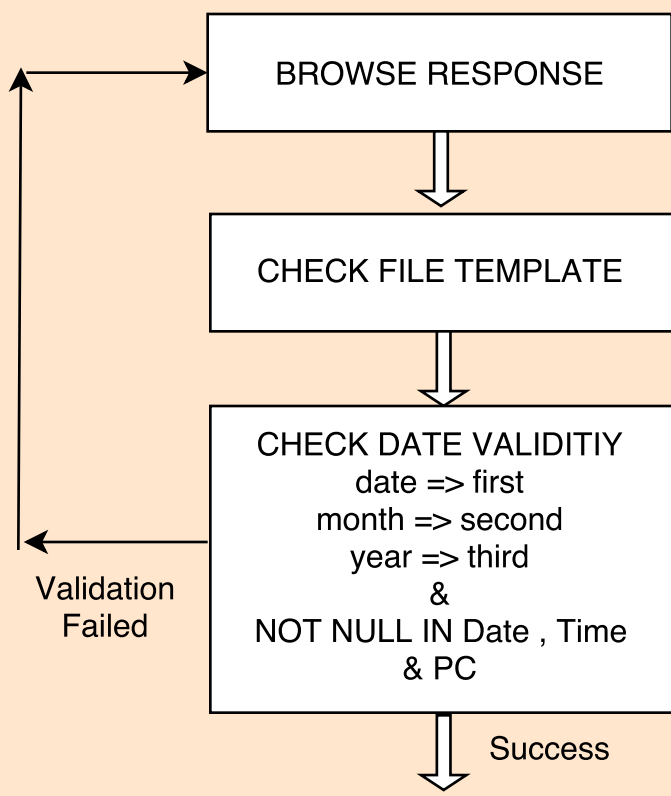 BROWSE RESPONSE
CHECK FILE TEMPLATE
CHECK DATE VALIDITIY
date => first
month => second
year => third
&
NOT NULL IN Date , Time
& PC
Validation
Failed
Success